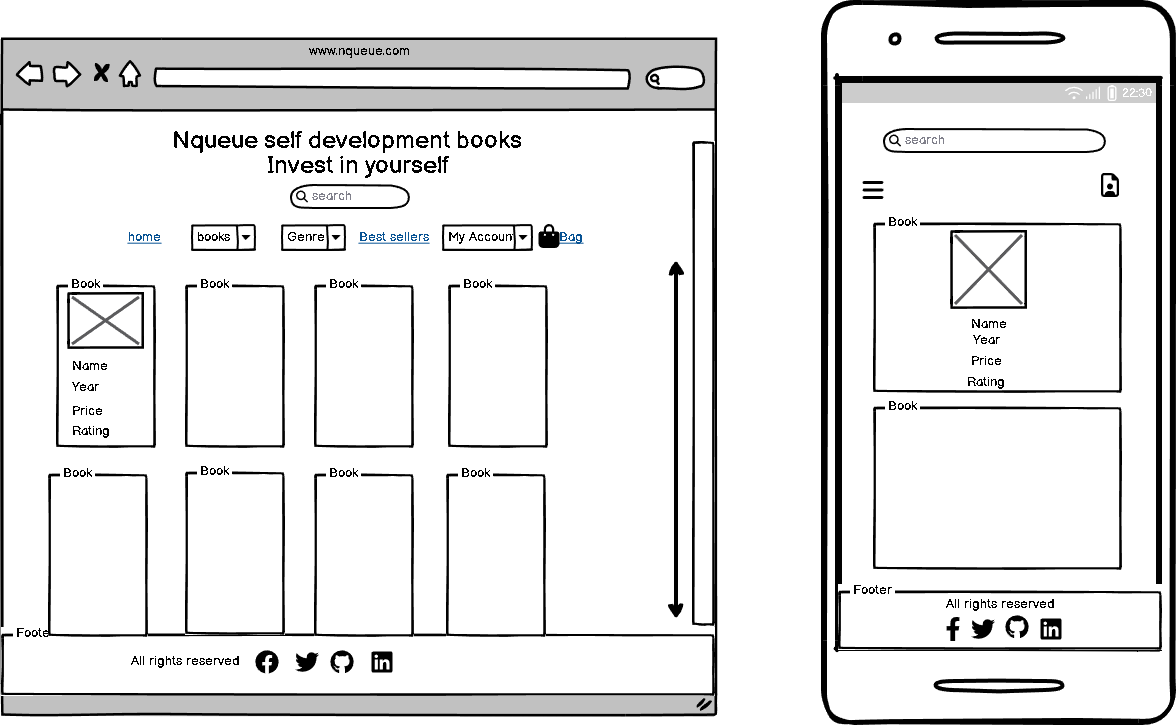 www.nqueue.com
Nqueue self development books
Invest in yourself
search
home books Genre Best sellers My Accoun Bag
Book Book Book Book
Name
Year
Price
Rating
Book Book Book Book
Foote
All rights reserved
22:30
search
Book
Name
Year
Price
Rating
Book
Footer
All rights reserved